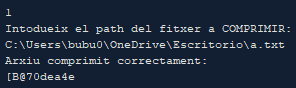 1
Intodueix el path del fitxer a COMPRIMIR:
C:\Users\bubu0\OneDrive\Escritorio\a.txt
Arxiu comprimit correctament:
[B@70dea4e